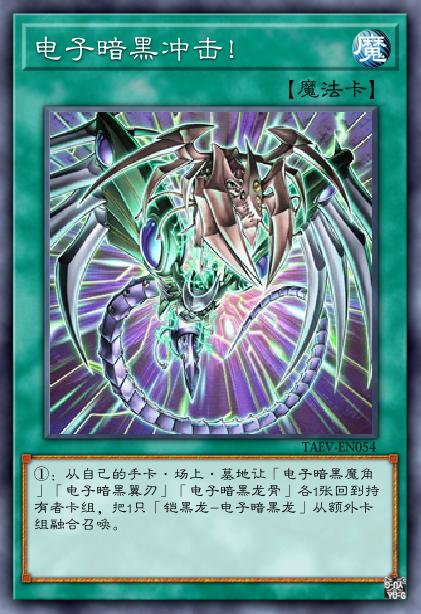 电子暗黑冲击!
魔
【魔法卡】
TAEV-EN054
①：从自己的手卡·场上·墓地让「电子暗黑魔角
」「电子暗黑翼刃」「电子暗黑龙骨」各1张回到持
有者卡组，把1只「铠黑龙-电子暗黑龙」从额外卡
组融合召唤。